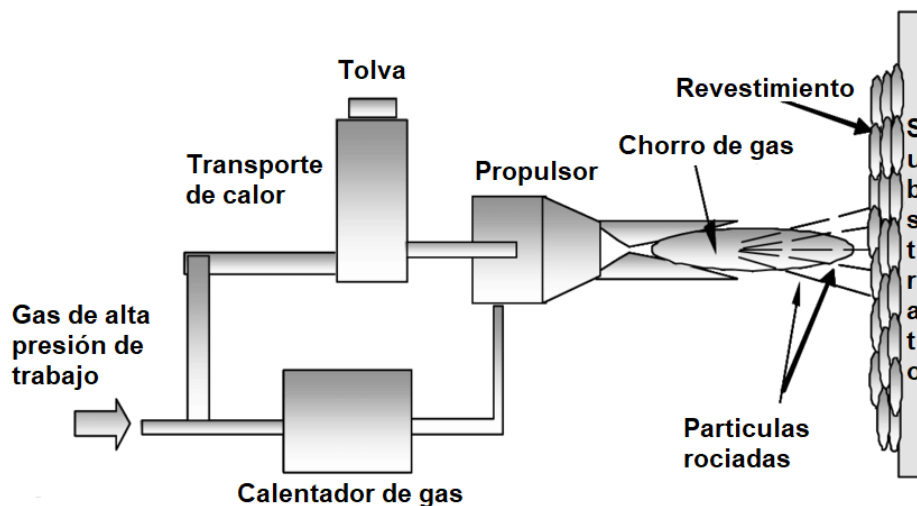 Tolva
Revestimiento
Chorro de gas
Transporte
de calor
Propulsor
Substrato
Gas de alta
presión de
trabajo
Particulas
rociadas
Calentador de gas